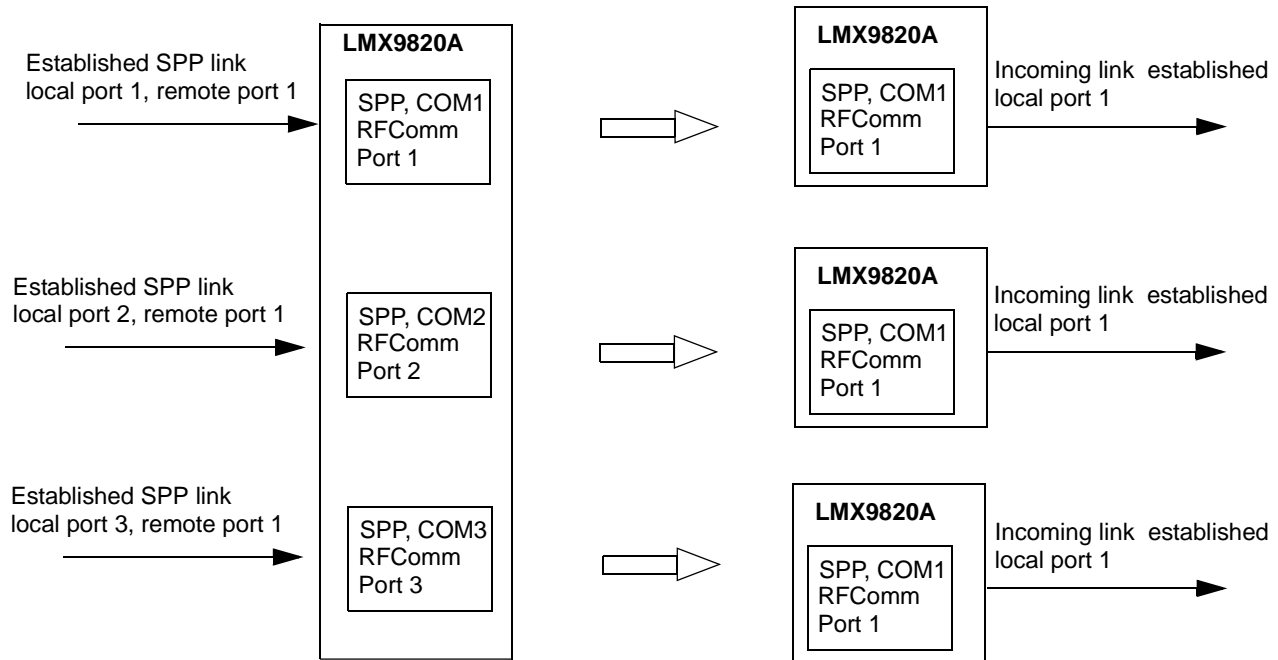 LMX9820A
Established SPP link
local port 1, remote port 1
SPP, COM1
RFComm
Port 1
LMX9820A
SPP, COM1
RFComm
Port 1
Incoming link established
local port 1
Established SPP link
local port 2, remote port 1
SPP, COM2
RFComm
Port 2
LMX9820A
SPP, COM1
RFComm
Port 1
Incoming link established
local port 1
Established SPP link
local port 3, remote port 1
SPP, COM3
RFComm
Port 3
LMX9820A
SPP, COM1
RFComm
Port 1
Incoming link established
local port 1